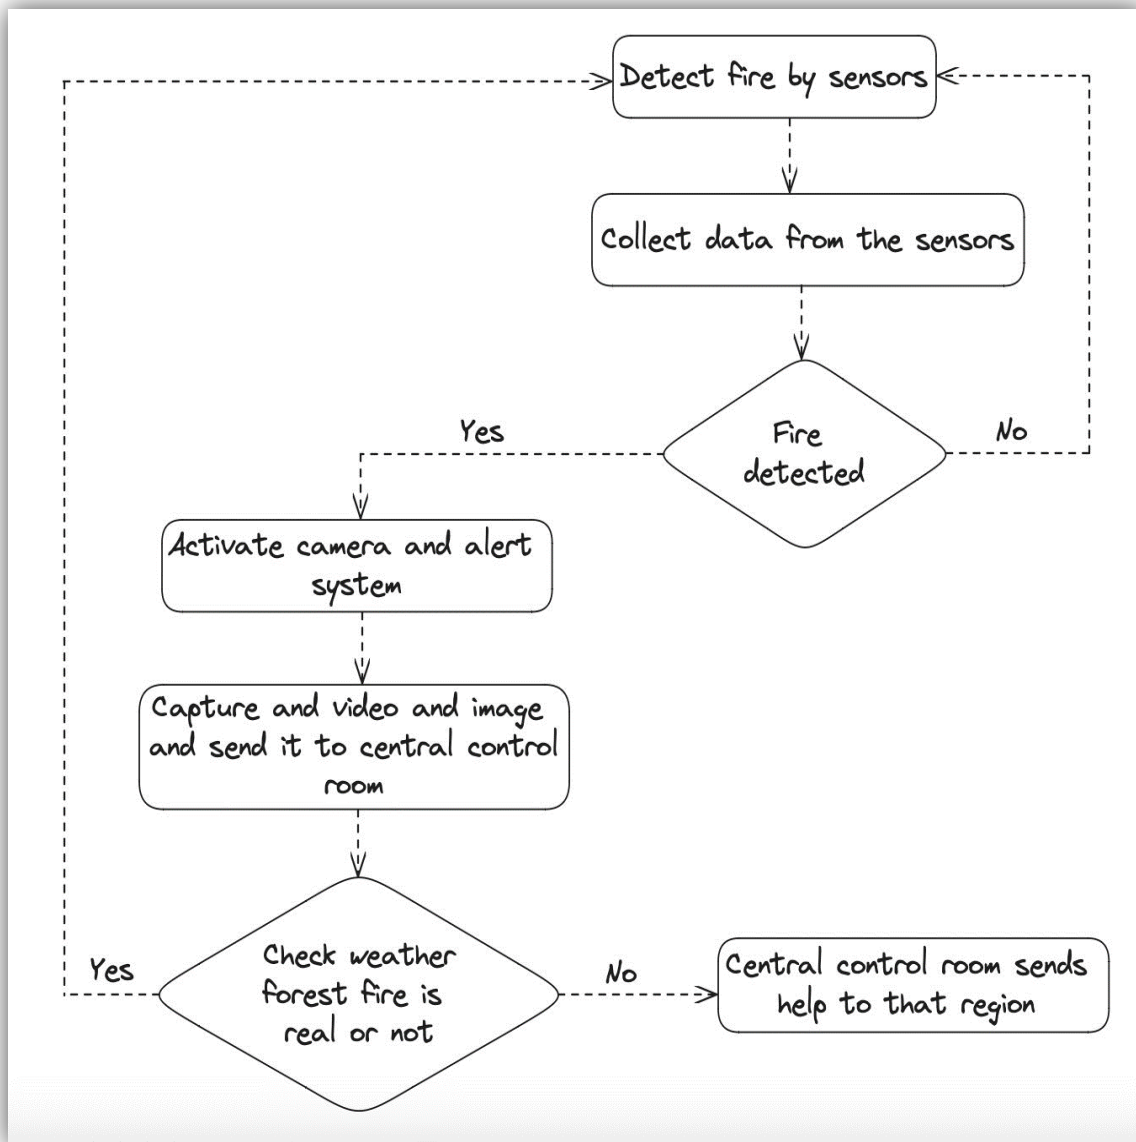 Detect fire by sensors
Collect data from the sensors
Fire
detected
Yes
No
Activate camera and alert
system
Capture and video and image
and send it to central control
room
Check weather
forest fire is
real or not
Yes
No
Central control room sends
help to that region